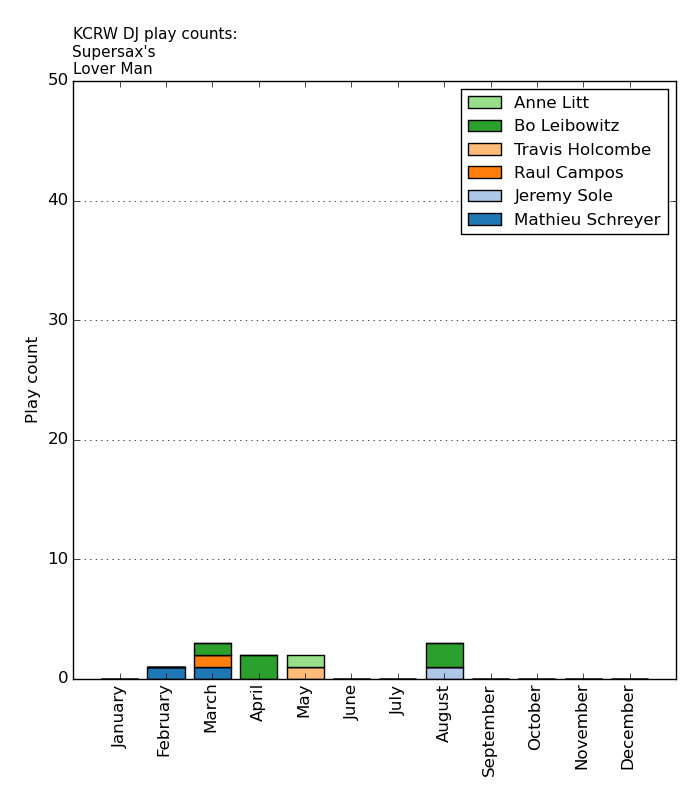 KCRW DJ play counts:
Supersax's
Lover Man
50
40
30
20
10
0
Play count
Anne Litt
Bo Leibowitz
Travis Holcombe
Raul Campos
Jeremy Sole
Mathieu Schreyer
January
February
March
April
May
June
July
August
September
October
November
December